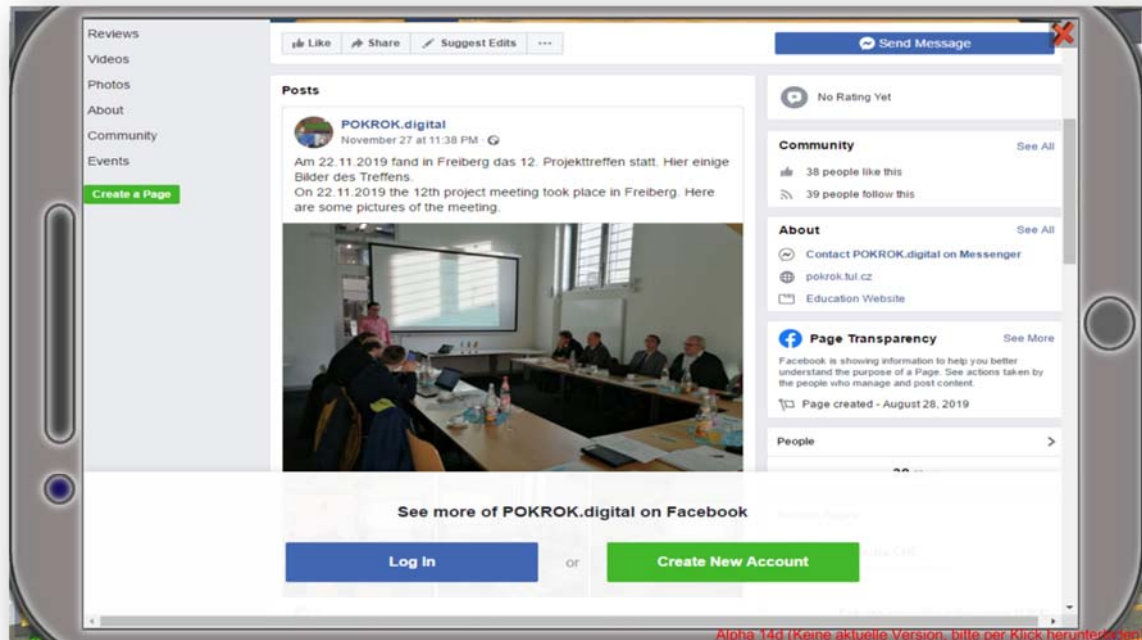 Reviews
Videos
Photos
About
Community
Events
Create a Page
Like
Share
Suggest Edits
...
Send Message
Posts
POKROK.digital
November 27 at 11:38 PM ·
Am 22.11.2019 fand in Freiberg das 12. Projekttreffen statt. Hier einige
Bilder des Treffens.
On 22.11.2019 the 12th project meeting took place in Freiberg. Here
are some pictures of the meeting.
No Rating Yet
Community
See All
38 people like this
39 people follow this
About
See All
Contact POKROK.digital on Messenger
pokrok.tul.cz
Education Website
Page Transparency
See More
Facebook is showing information to help you better
understand the purpose of a Page. See actions taken by
the people who manage and post content.
Page created - August 28, 2019
People
See more of POKROK.digital on Facebook
Log In
or
Create New Account
Alpha 14d (Keine aktuelle Version, bitte per Klick